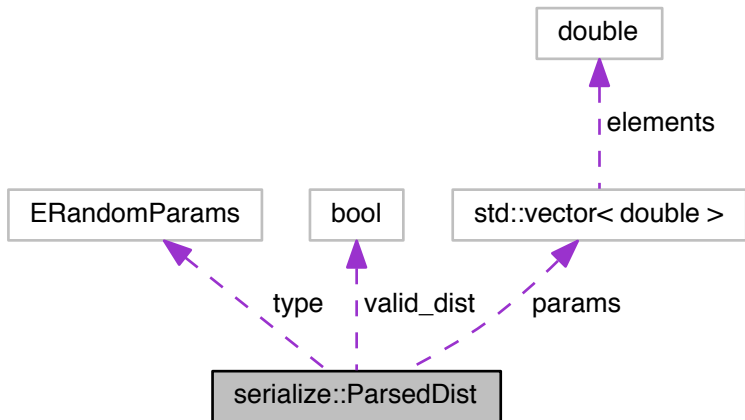 double
elements
ERandomParams
bool
std::vector< double >
type
valid_dist
params
serialize::ParsedDist